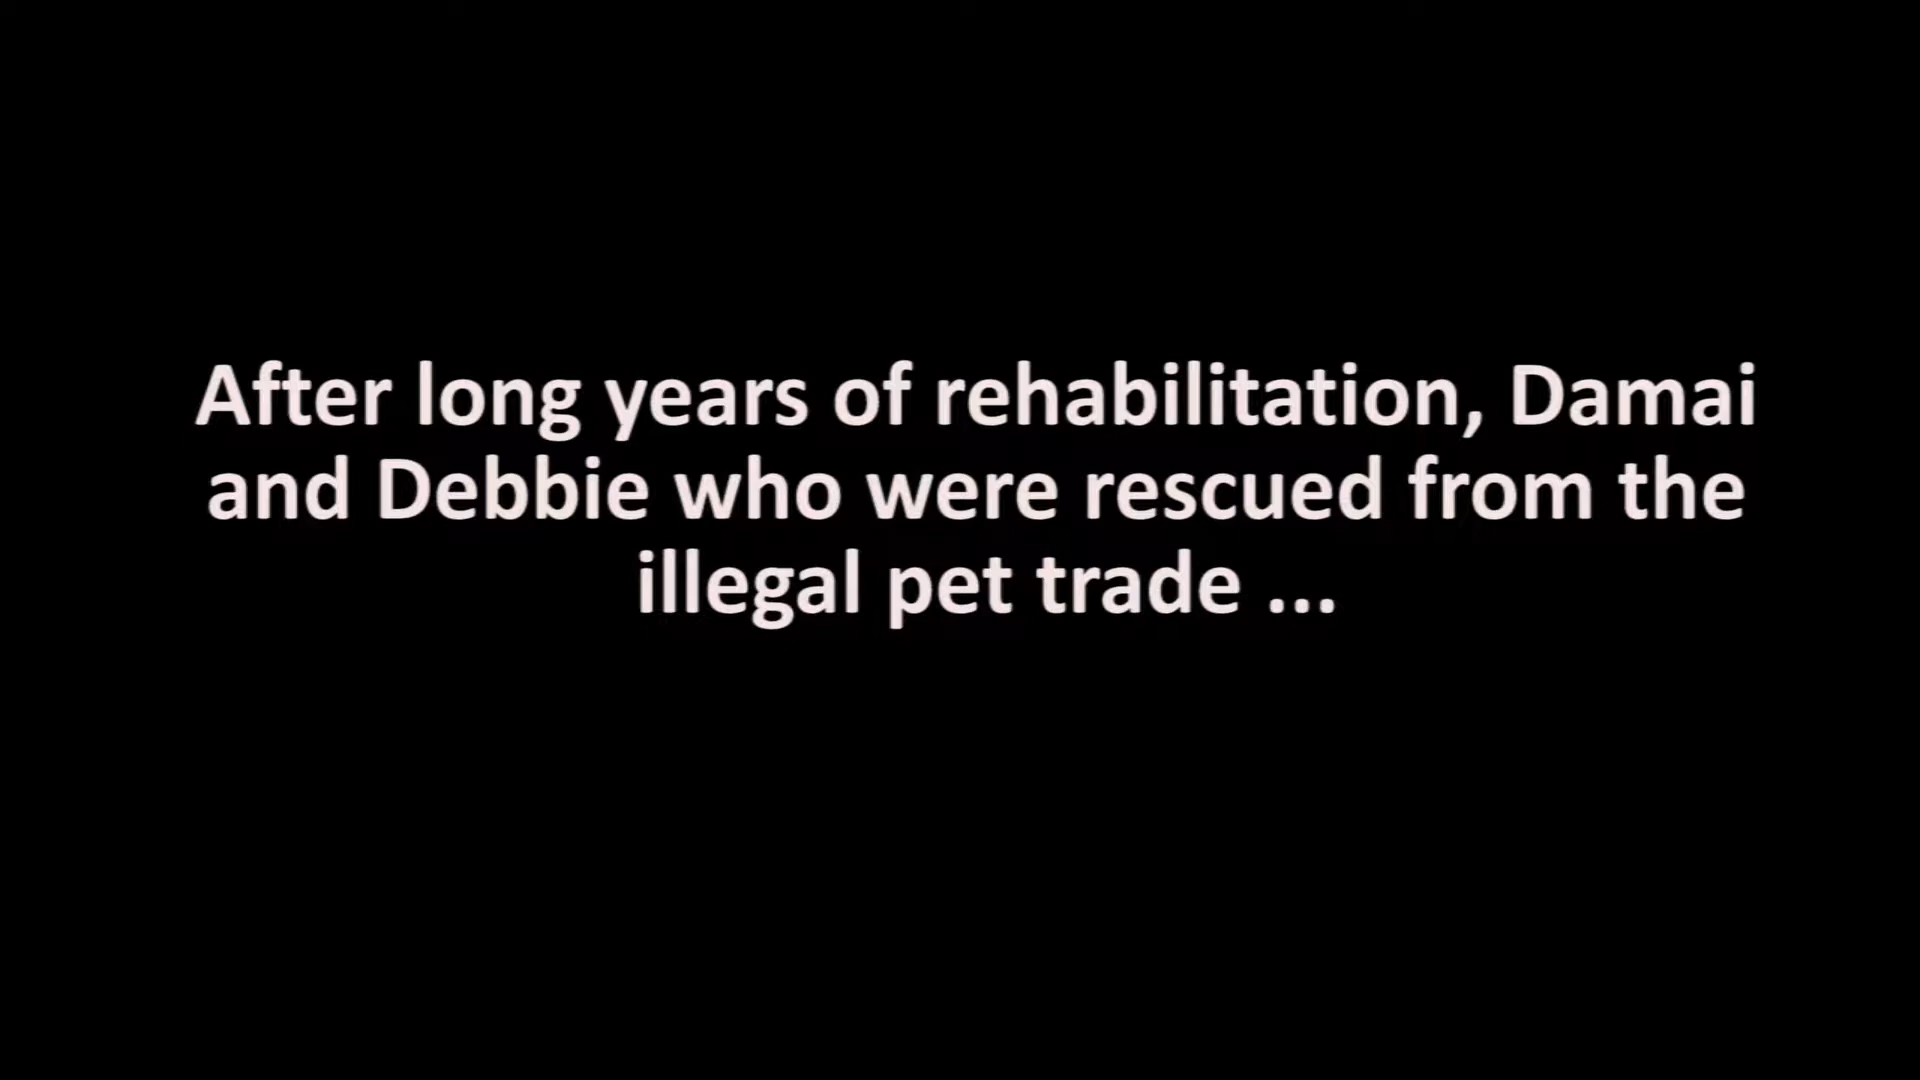 After long years of rehabilitation, Damai
and Debbie who were rescued from the
illegal pet trade ...